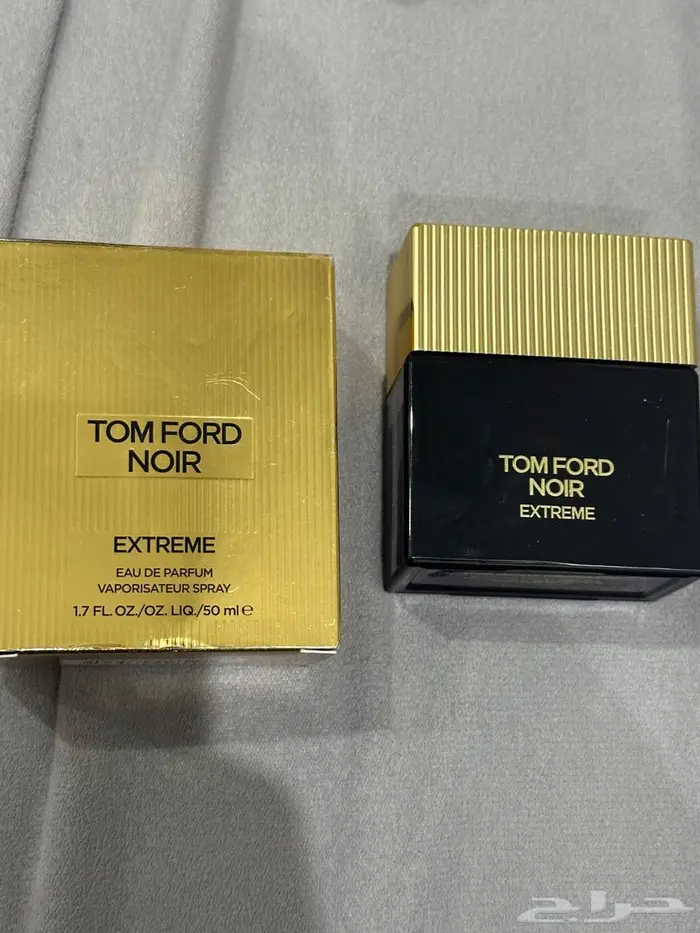 TOM FORD
NOIR
EXTREME
EAU DE PARFUM
VAPORISATEUR SPRAY
1.7 FL. OZ./OZ. LIQ./50 ml e
TOM FORD
NOIR
EXTREME
حراج